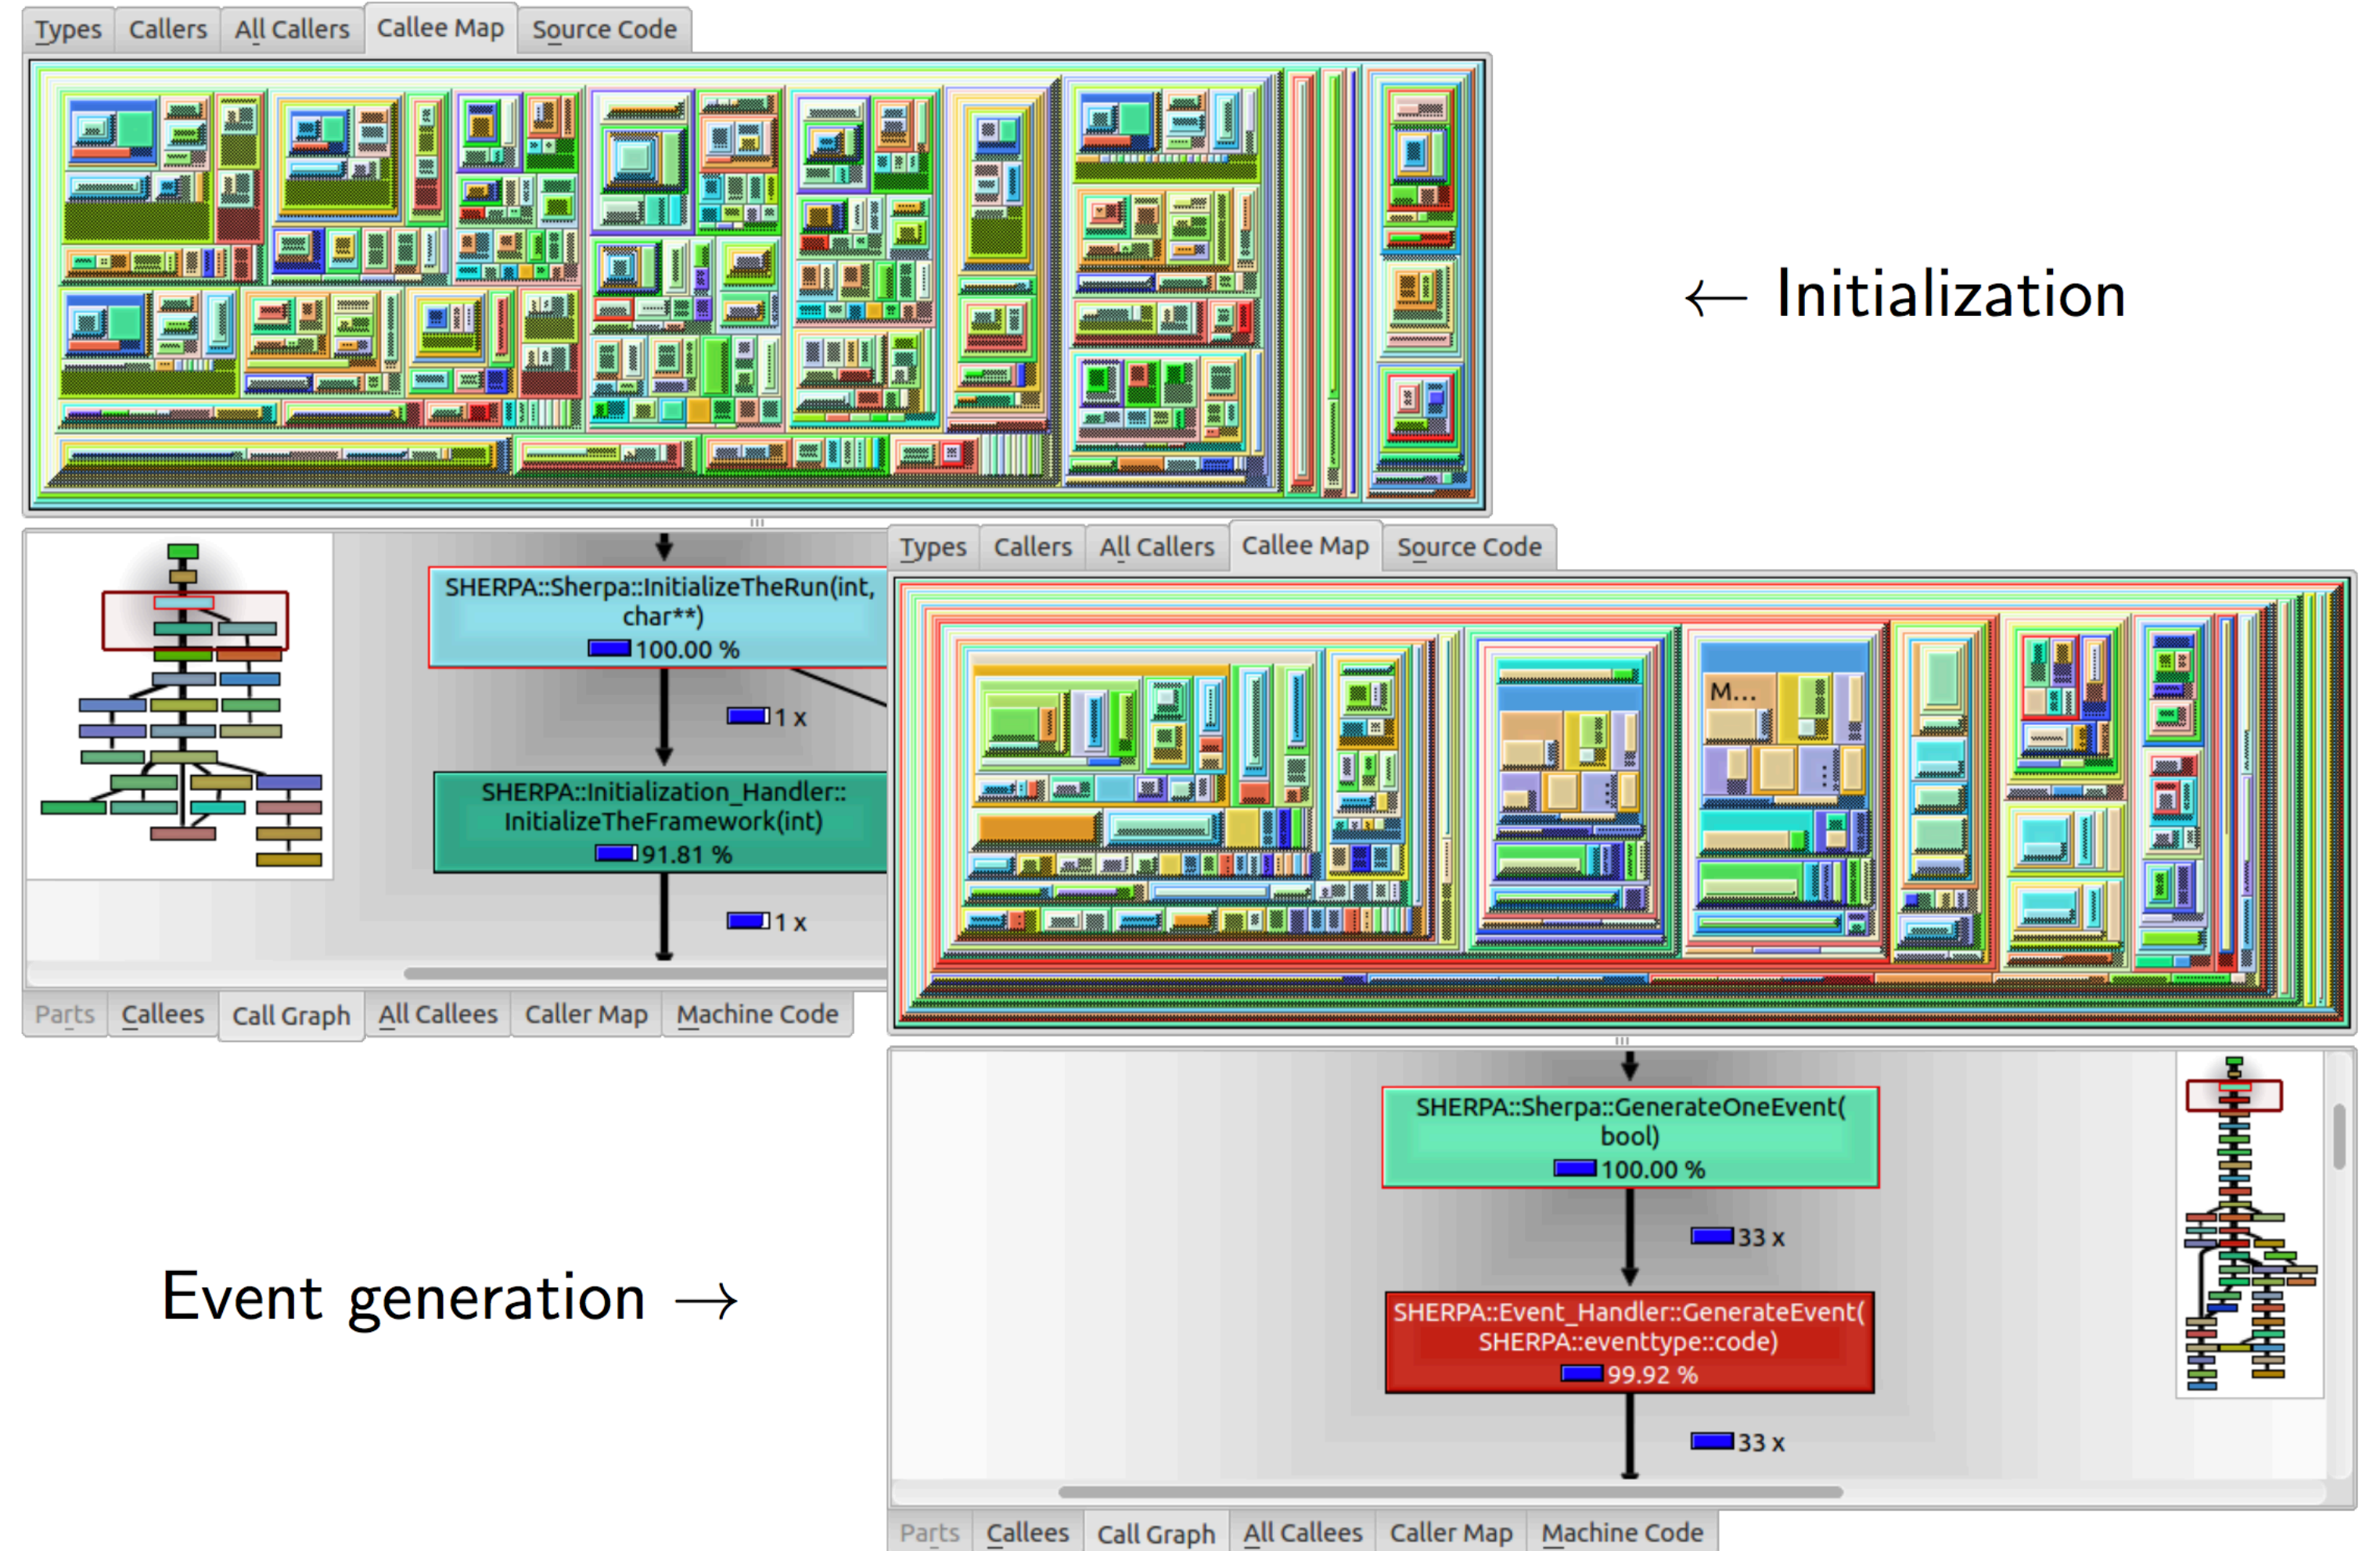 Types Callers All Callers Callee Map Source Code
← Initialization
SHERPA::Sherpa::InitializeTheRun(int,
char**)
100.00 %
1 x
SHERPA::Initialization_Handler::
InitializeTheFramework(int)
91.81 %
1 x
Parts Callees Call Graph All Callees Caller Map Machine Code
Types Callers All Callers Callee Map Source Code
M...
Event generation →
SHERPA::Sherpa::GenerateOneEvent(
bool)
100.00 %
33 x
SHERPA::Event_Handler::GenerateEvent(
SHERPA::eventtype::code)
99.92 %
33 x
Parts Callees Call Graph All Callees Caller Map Machine Code